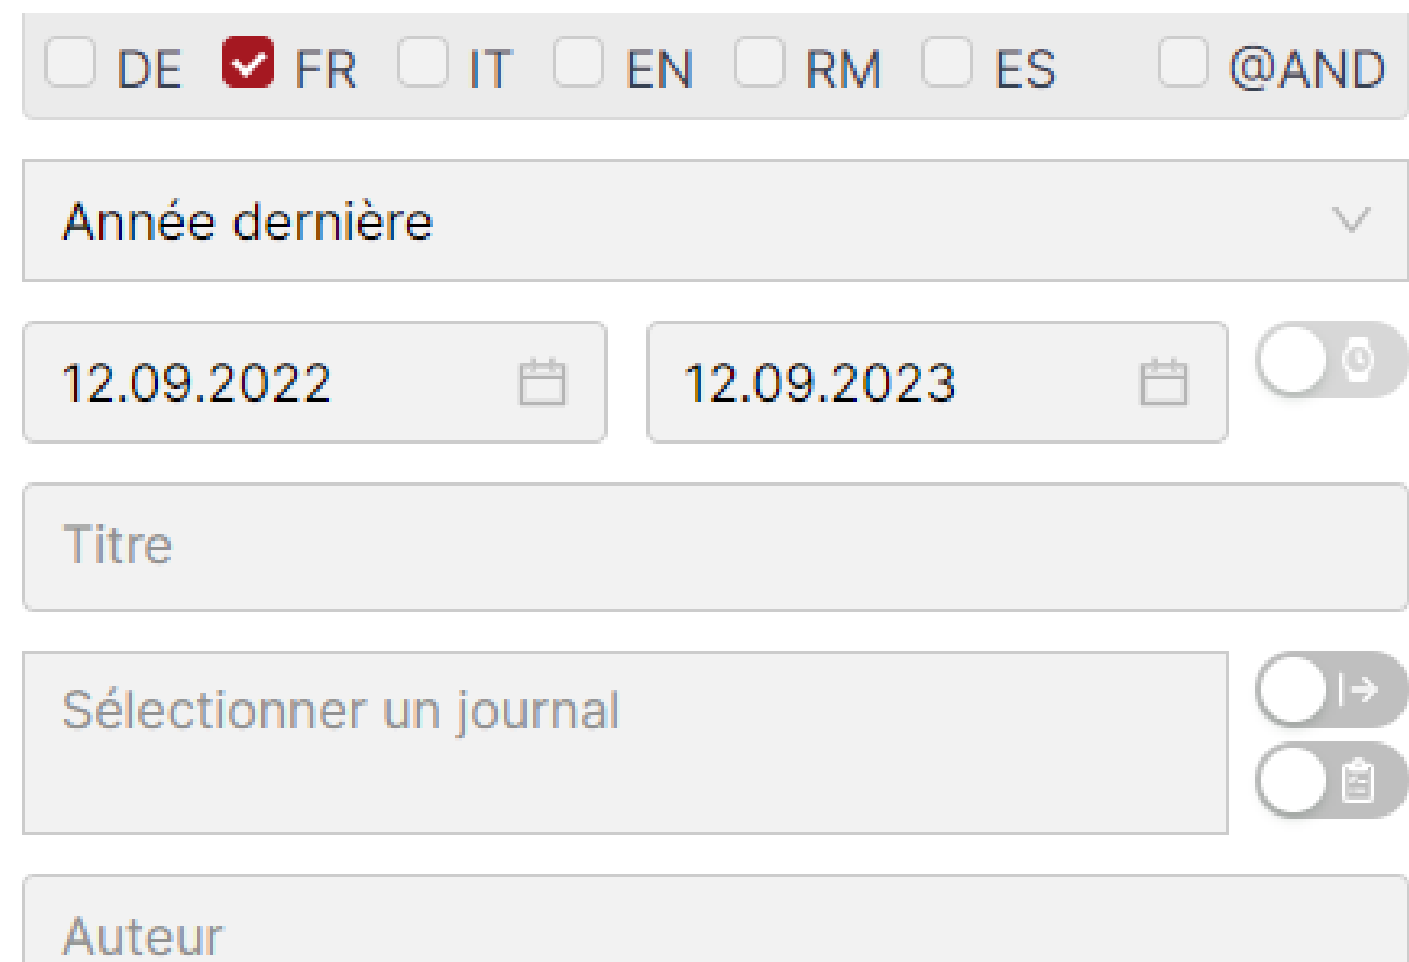 DE FR IT EN RM ES @AND
Année dernière
12.09.2022 12.09.2023
Titre
Sélectionner un journal
Auteur